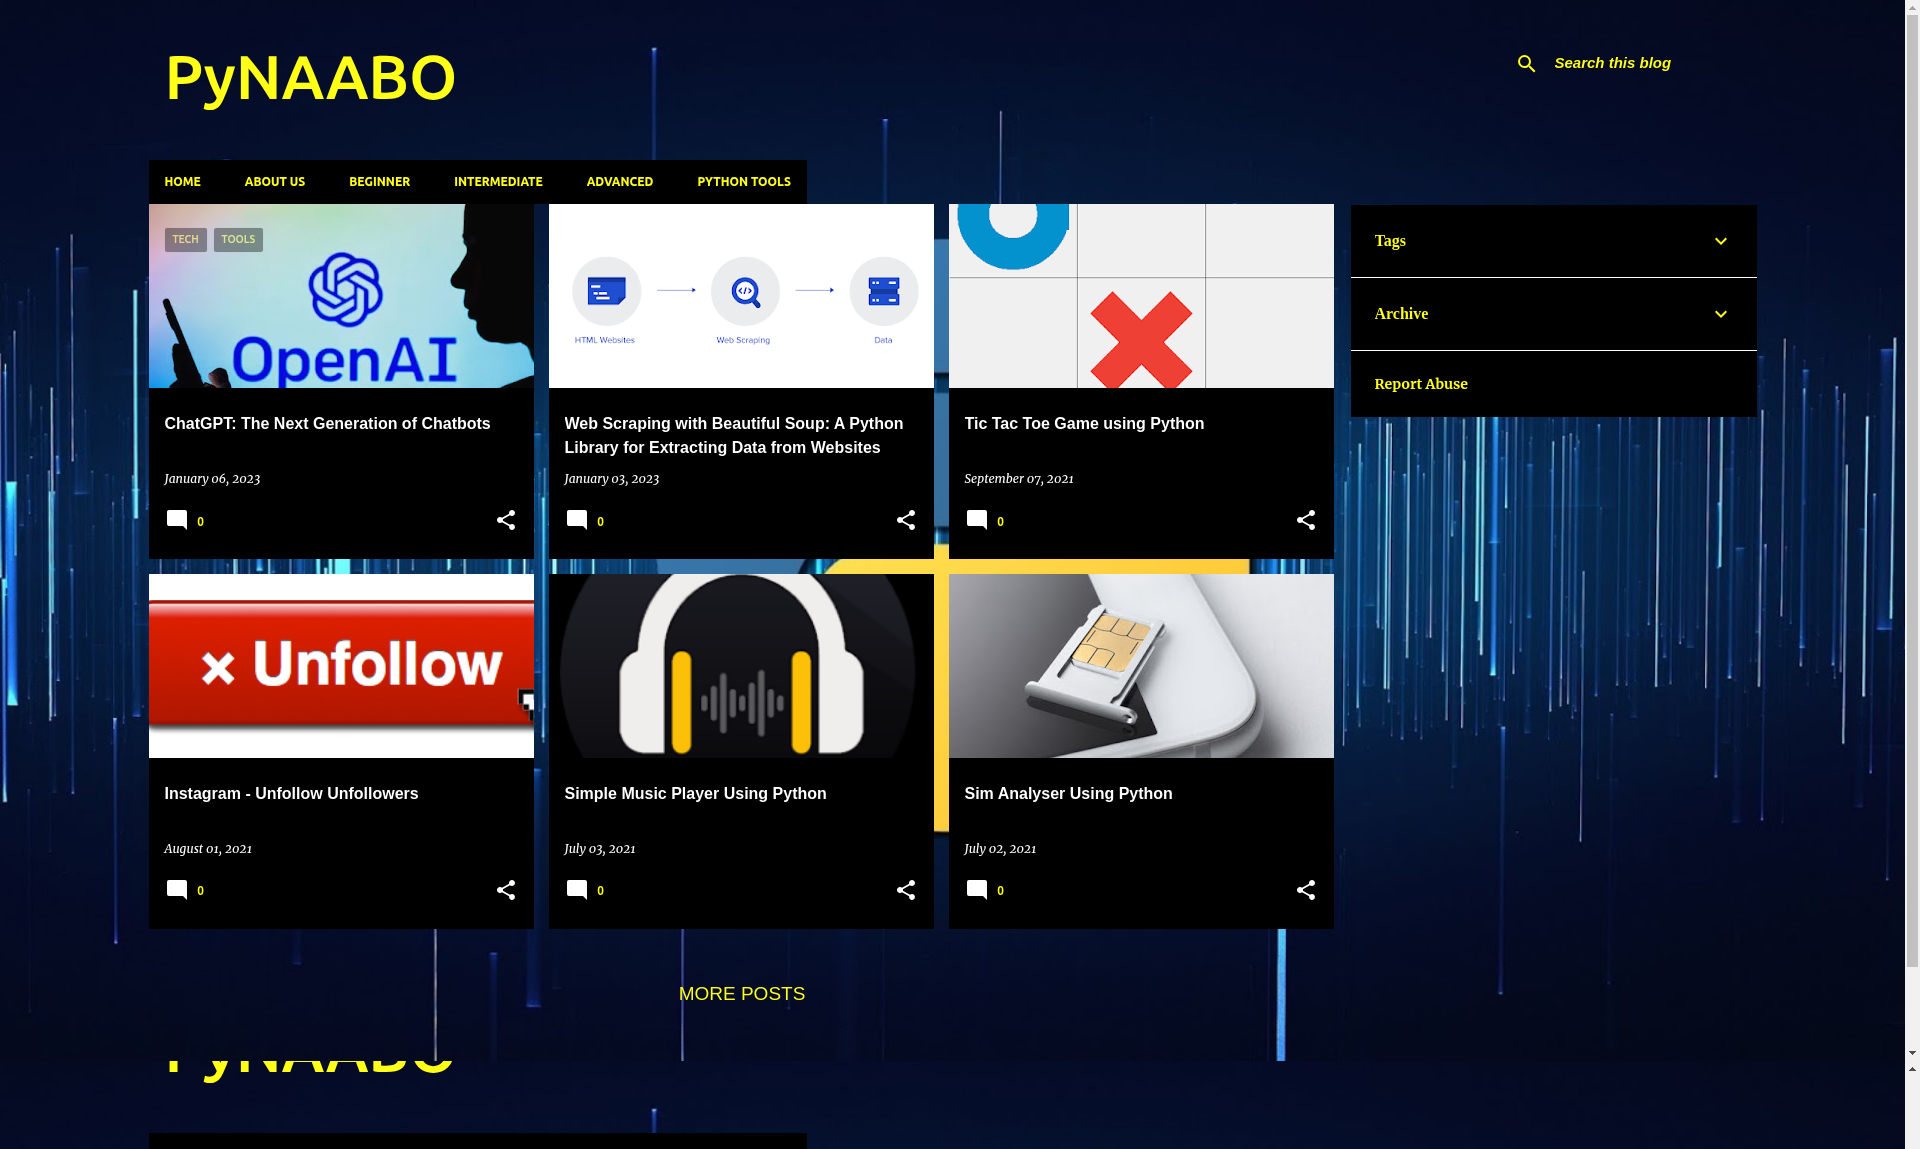 PyNAABO
Search this blog
HOME ABOUT US BEGINNER INTERMEDIATE ADVANCED PYTHON TOOLS
TECH TOOLS
OpenAI
HTML Websites Web Scraping Data
ChatGPT: The Next Generation of Chatbots
January 06, 2023
0
Web Scraping with Beautiful Soup: A Python
Library for Extracting Data from Websites
January 03, 2023
0
Tic Tac Toe Game using Python
September 07, 2021
0
Tags
Archive
Report Abuse
× Unfollow
Instagram - Unfollow Unfollowers
August 01, 2021
0
Simple Music Player Using Python
July 03, 2021
0
Sim Analyser Using Python
July 02, 2021
0
MORE POSTS
PyNAABO